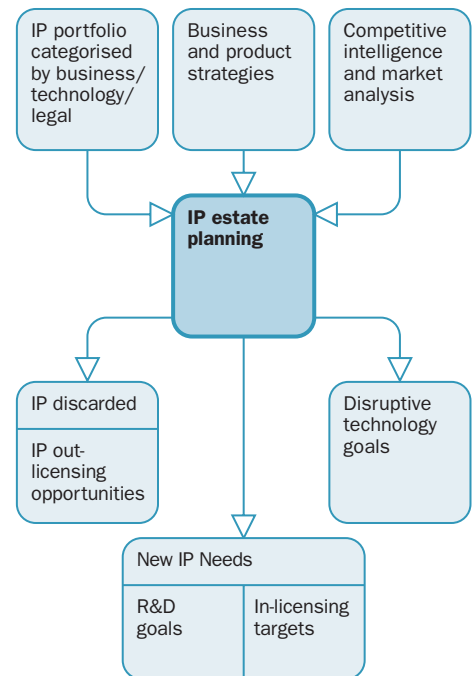 IP portfolio
categorised
by business/
technology/
legal
Business
and product
strategies
Competitive
intelligence
and market
analysis
IP estate
planning
IP discarded
IP out-
licensing
opportunities
Disruptive
technology
goals
New IP Needs
R&D
goals
In-licensing
targets